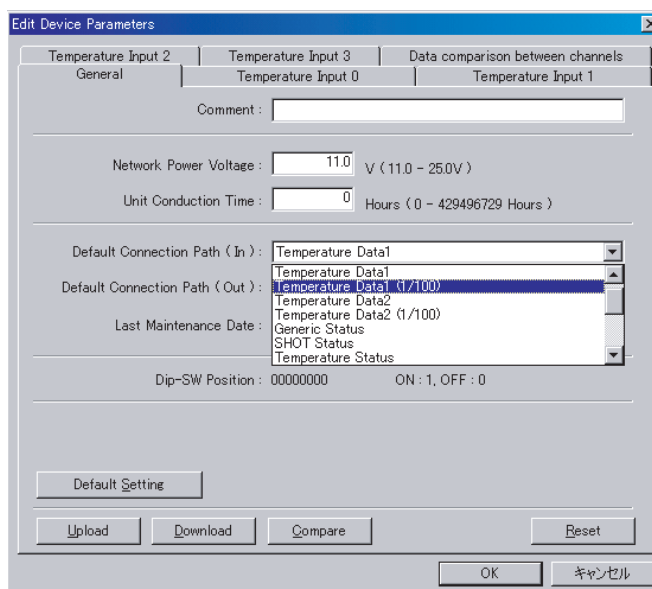 Edit Device Parameters
Temperature Input 2 Temperature Input 3 Data comparison between channels
General Temperature Input 0 Temperature Input 1
Comment :
Network Power Voltage : 11.0 V ( 11.0 - 25.0V )
Unit Conduction Time : 0 Hours ( 0 - 429496729 Hours )
Default Connection Path ( In ) : Temperature Data1
Temperature Data1
Default Connection Path ( Out ) : Temperature Data1 (1/100)
Temperature Data2
Temperature Data2 (1/100)
Last Maintenance Date : Generic Status
SHOT Status
Temperature Status
Dip-SW Position : 00000000 ON : 1, OFF : 0
Default Setting
Upload Download Compare Reset
OK キャンセル